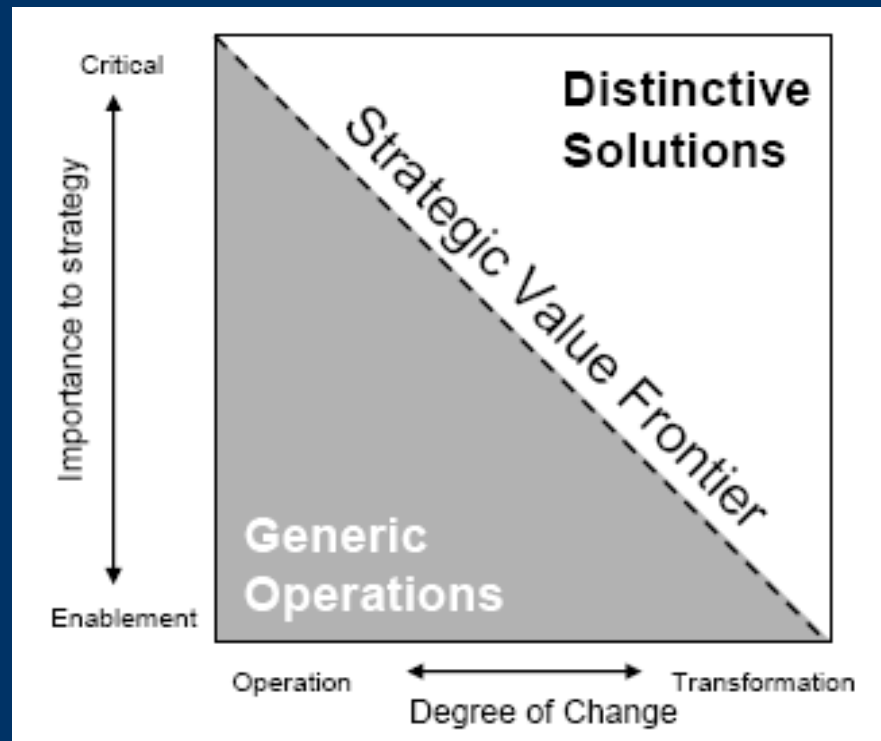 Critical
Distinctive
Solutions
Strategic Value Frontier
Importance to strategy
Generic
Operations
Enablement
Operation
Transformation
Degree of Change